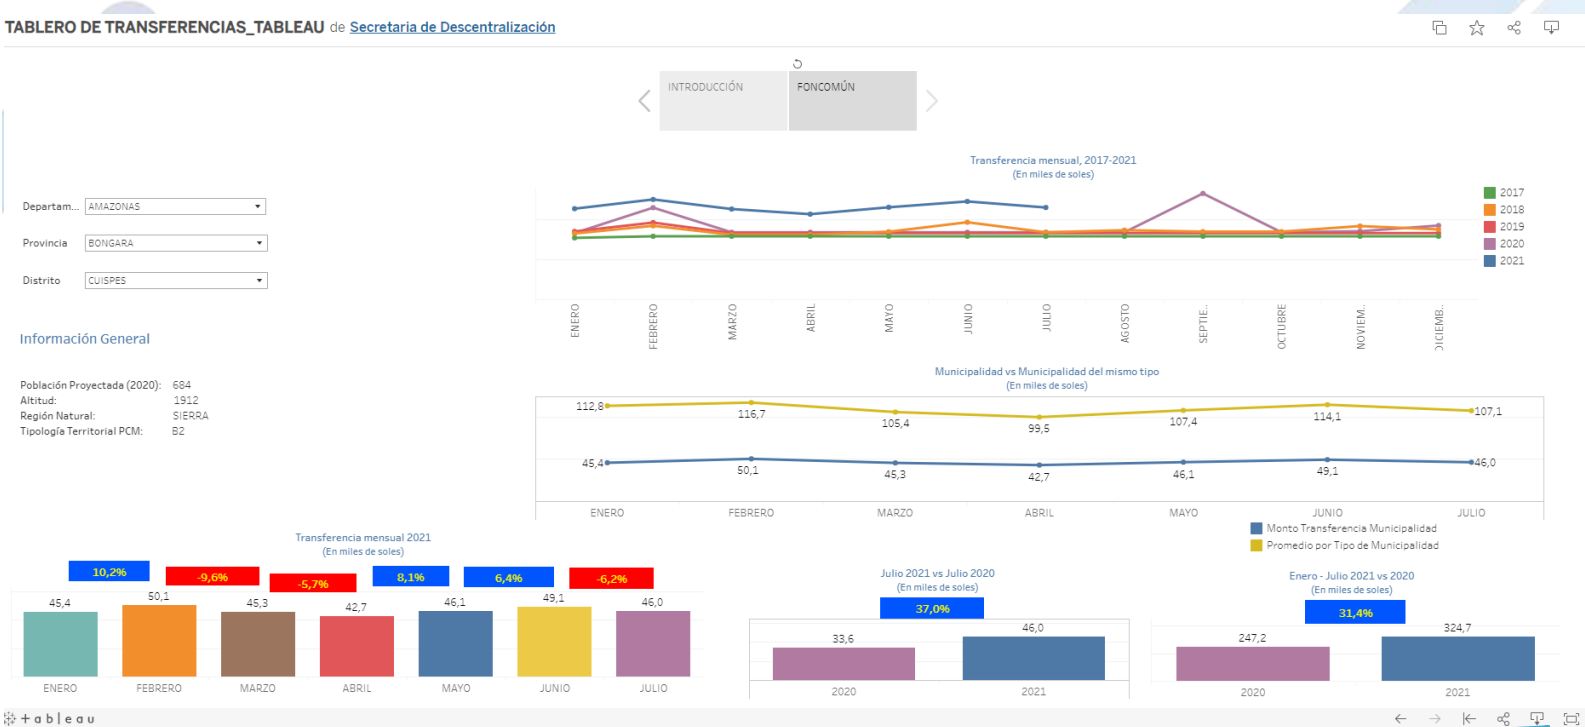 TABLERO DE TRANSFERENCIAS_TABLEAU de Secretaria de Descentralización
INTRODUCCIÓN
FONCOMÚN
Departam... AMAZONAS
Provincia BONGARA
Distrito CUISPES
Información General
Población Proyectada (2020): 684
Altitud: 1912
Región Natural: SIERRA
Tipología Territorial PCM: B2
Transferencia mensual, 2017-2021
(En miles de soles)
2017
2018
2019
2020
2021
ENERO FEBRERO MARZO ABRIL MAYO JUNIO JULIO AGOSTO SEPTIE.. OCTUBRE NOVIEM.. DICIEMB..
Municipalidad vs Municipalidad del mismo tipo
(En miles de soles)
112,8 116,7 105,4 99,5 107,4 114,1 107,1
45,4 50,1 45,3 42,7 46,1 49,1 46,0
ENERO FEBRERO MARZO ABRIL MAYO JUNIO JULIO
Monto Transferencia Municipalidad
Promedio por Tipo de Municipalidad
Transferencia mensual 2021
(En miles de soles)
10,2% -9,6% -5,7% 8,1% 6,4% -6,2%
45,4 50,1 45,3 42,7 46,1 49,1 46,0
ENERO FEBRERO MARZO ABRIL MAYO JUNIO JULIO
Julio 2021 vs Julio 2020
(En miles de soles)
37,0%
33,6 46,0
2020 2021
Enero - Julio 2021 vs 2020
(En miles de soles)
31,4%
247,2 324,7
2020 2021
+ableau